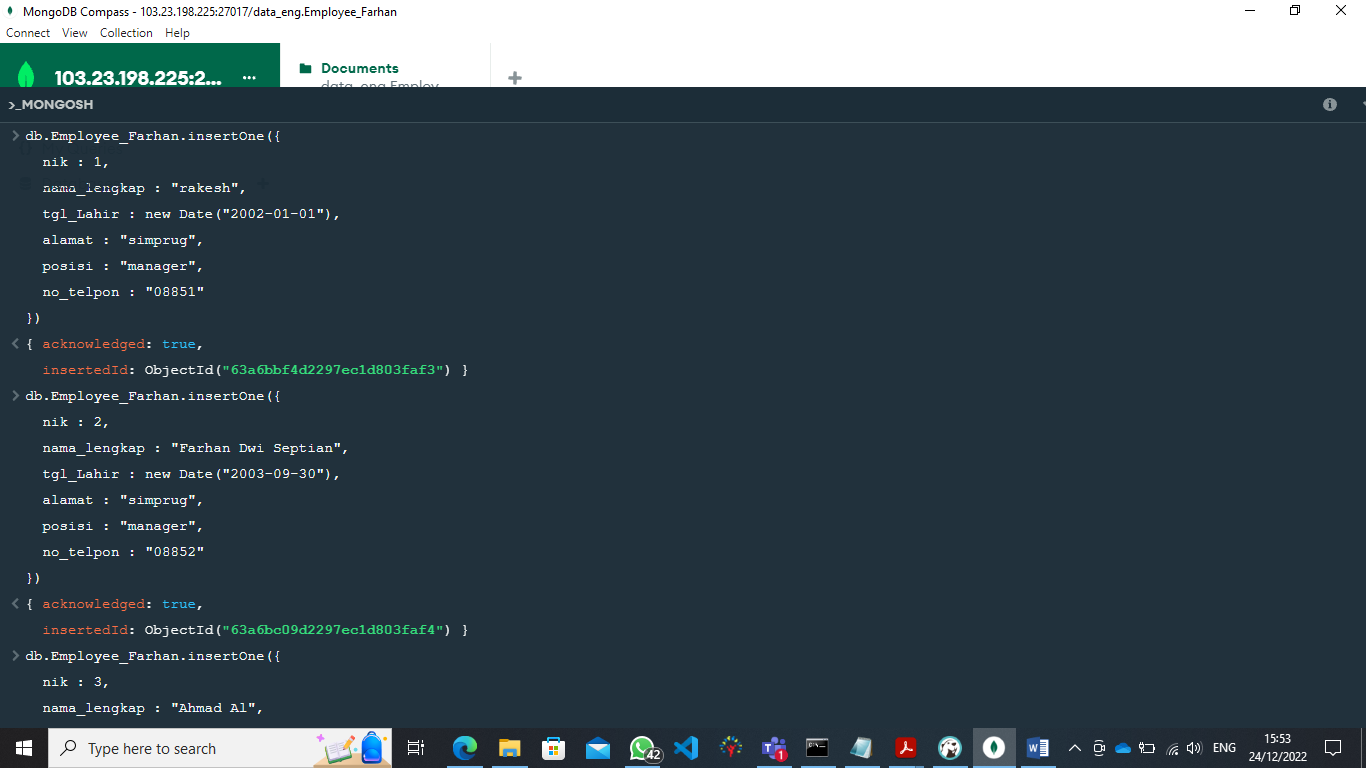 MongoDB Compass - 103.23.198.225:27017/data_eng.Employee_Farhan
Connect View Collection Help
103.23.198.225:2... ...
Documents
data_eng.Employ...
+
>_MONGOSH
db.Employee_Farhan.insertOne({
nik : 1,
nama_lengkap : "rakesh",
tgl_Lahir : new Date("2002-01-01"),
alamat : "simprug",
posisi : "manager",
no_telpon : "08851"
})
{ acknowledged: true,
insertedId: ObjectId("63a6bbf4d2297ec1d803faf3") }
db.Employee_Farhan.insertOne({
nik : 2,
nama_lengkap : "Farhan Dwi Septian",
tgl_Lahir : new Date("2003-09-30"),
alamat : "simprug",
posisi : "manager",
no_telpon : "08852"
})
{ acknowledged: true,
insertedId: ObjectId("63a6bc09d2297ec1d803faf4") }
db.Employee_Farhan.insertOne({
nik : 3,
nama_lengkap : "Ahmad Al",
Type here to search
42
1
ENG
15:53
24/12/2022